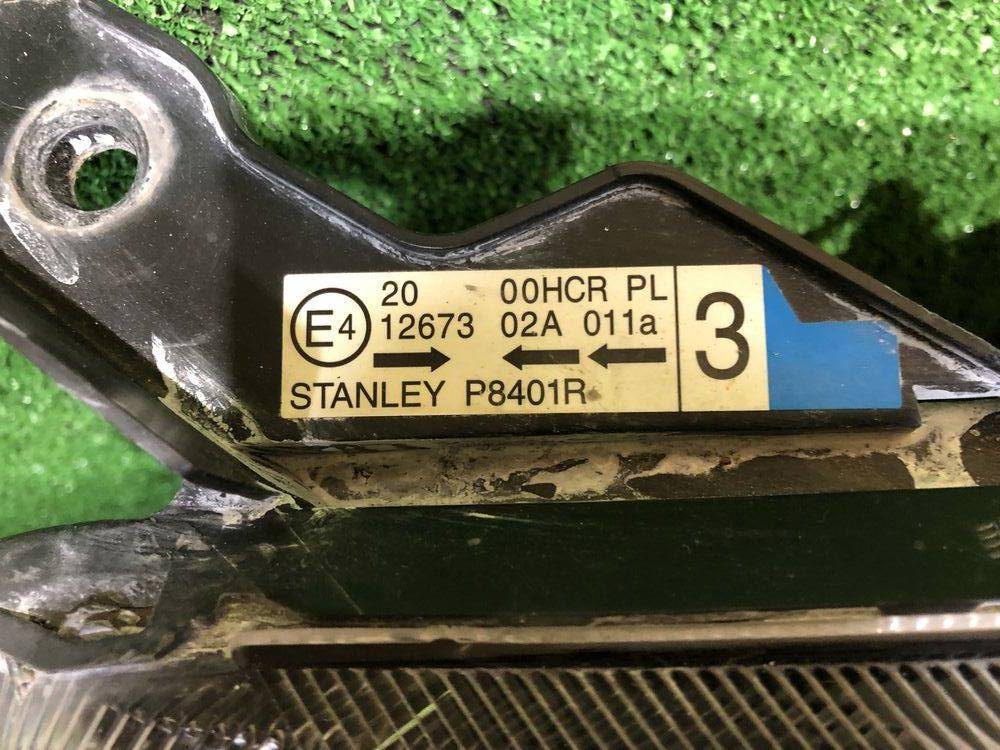 E4 20 00HCR PL
12673 02A 011a
→ ← ←
STANLEY P8401R
3